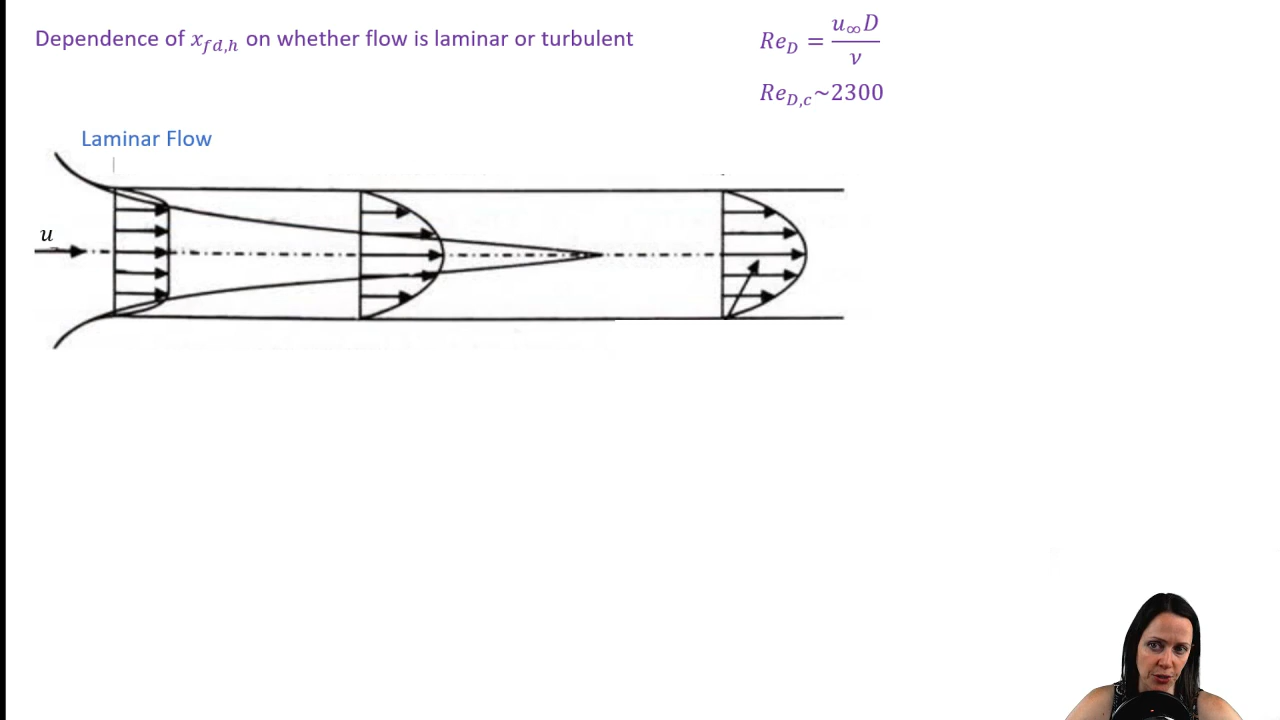 Dependence of x_{fd,h} on whether flow is laminar or turbulent
Re_D = u_∞D / ν
Re_{D,c}~2300
Laminar Flow
u